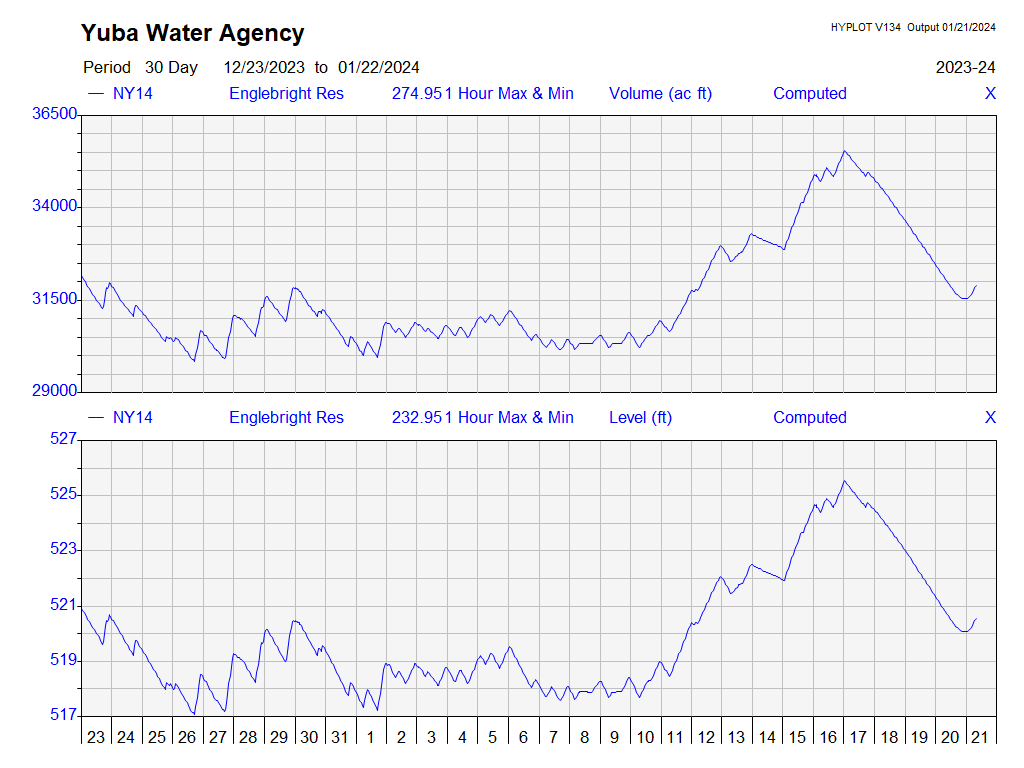 Yuba Water Agency
HYPLOT V134 Output 01/21/2024
Period 30 Day 12/23/2023 to 01/22/2024 2023-24
— NY14 Englebright Res 274.951 Hour Max & Min Volume (ac ft) Computed X
36500
34000
31500
29000
— NY14 Englebright Res 232.951 Hour Max & Min Level (ft) Computed X
527
525
523
521
519
517
23 24 25 26 27 28 29 30 31 1 2 3 4 5 6 7 8 9 10 11 12 13 14 15 16 17 18 19 20 21